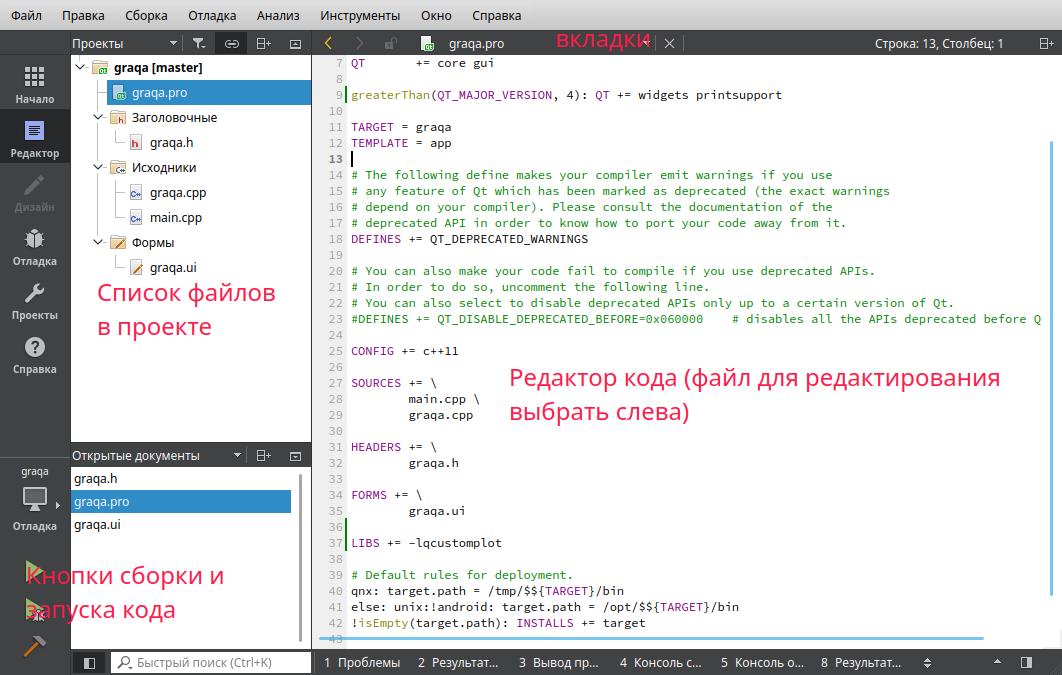 Файл Правка Сборка Отладка Анализ Инструменты Окно Справка
Проекты
graqa.pro
вкладки
Строка: 13, Столбец: 1
Начало
Редактор
Дизайн
Отладка
Проекты
Справка
graqa [master]
graqa.pro
Заголовочные
graqa.h
Исходники
graqa.cpp
main.cpp
Формы
graqa.ui
Список файлов
в проекте
7 QT       += core gui
8
9 greaterThan(QT_MAJOR_VERSION, 4): QT += widgets printsupport
10
11 TARGET = graqa
12 TEMPLATE = app
13
14 # The following define makes your compiler emit warnings if you use
15 # any feature of Qt which has been marked as deprecated (the exact warnings
16 # depend on your compiler). Please consult the documentation of the
17 # deprecated API in order to know how to port your code away from it.
18 DEFINES += QT_DEPRECATED_WARNINGS
19
20 # You can also make your code fail to compile if you use deprecated APIs.
21 # In order to do so, uncomment the following line.
22 # You can also select to disable deprecated APIs only up to a certain version of Qt.
23 #DEFINES += QT_DISABLE_DEPRECATED_BEFORE=0x060000    # disables all the APIs deprecated before Q
24
25 CONFIG += c++11
26
27 SOURCES += \
28         main.cpp \
29         graqa.cpp
30
31 HEADERS += \
32         graqa.h
33
34 FORMS += \
35         graqa.ui
36
37 LIBS += -lqcustomplot
38
39 # Default rules for deployment.
40 qnx: target.path = /tmp/$${TARGET}/bin
41 else: unix:!android: target.path = /opt/$${TARGET}/bin
42 !isEmpty(target.path): INSTALLS += target
43
Редактор кода (файл для редактирования
выбрать слева)
Открытые документы
graqa.h
graqa.pro
graqa.ui
graqa
Отладка
Кнопки сборки и
запуска кода
Быстрый поиск (Ctrl+K)
1 Проблемы 2 Результат... 3 Вывод пр... 4 Консоль с... 5 Консоль о... 8 Результат...